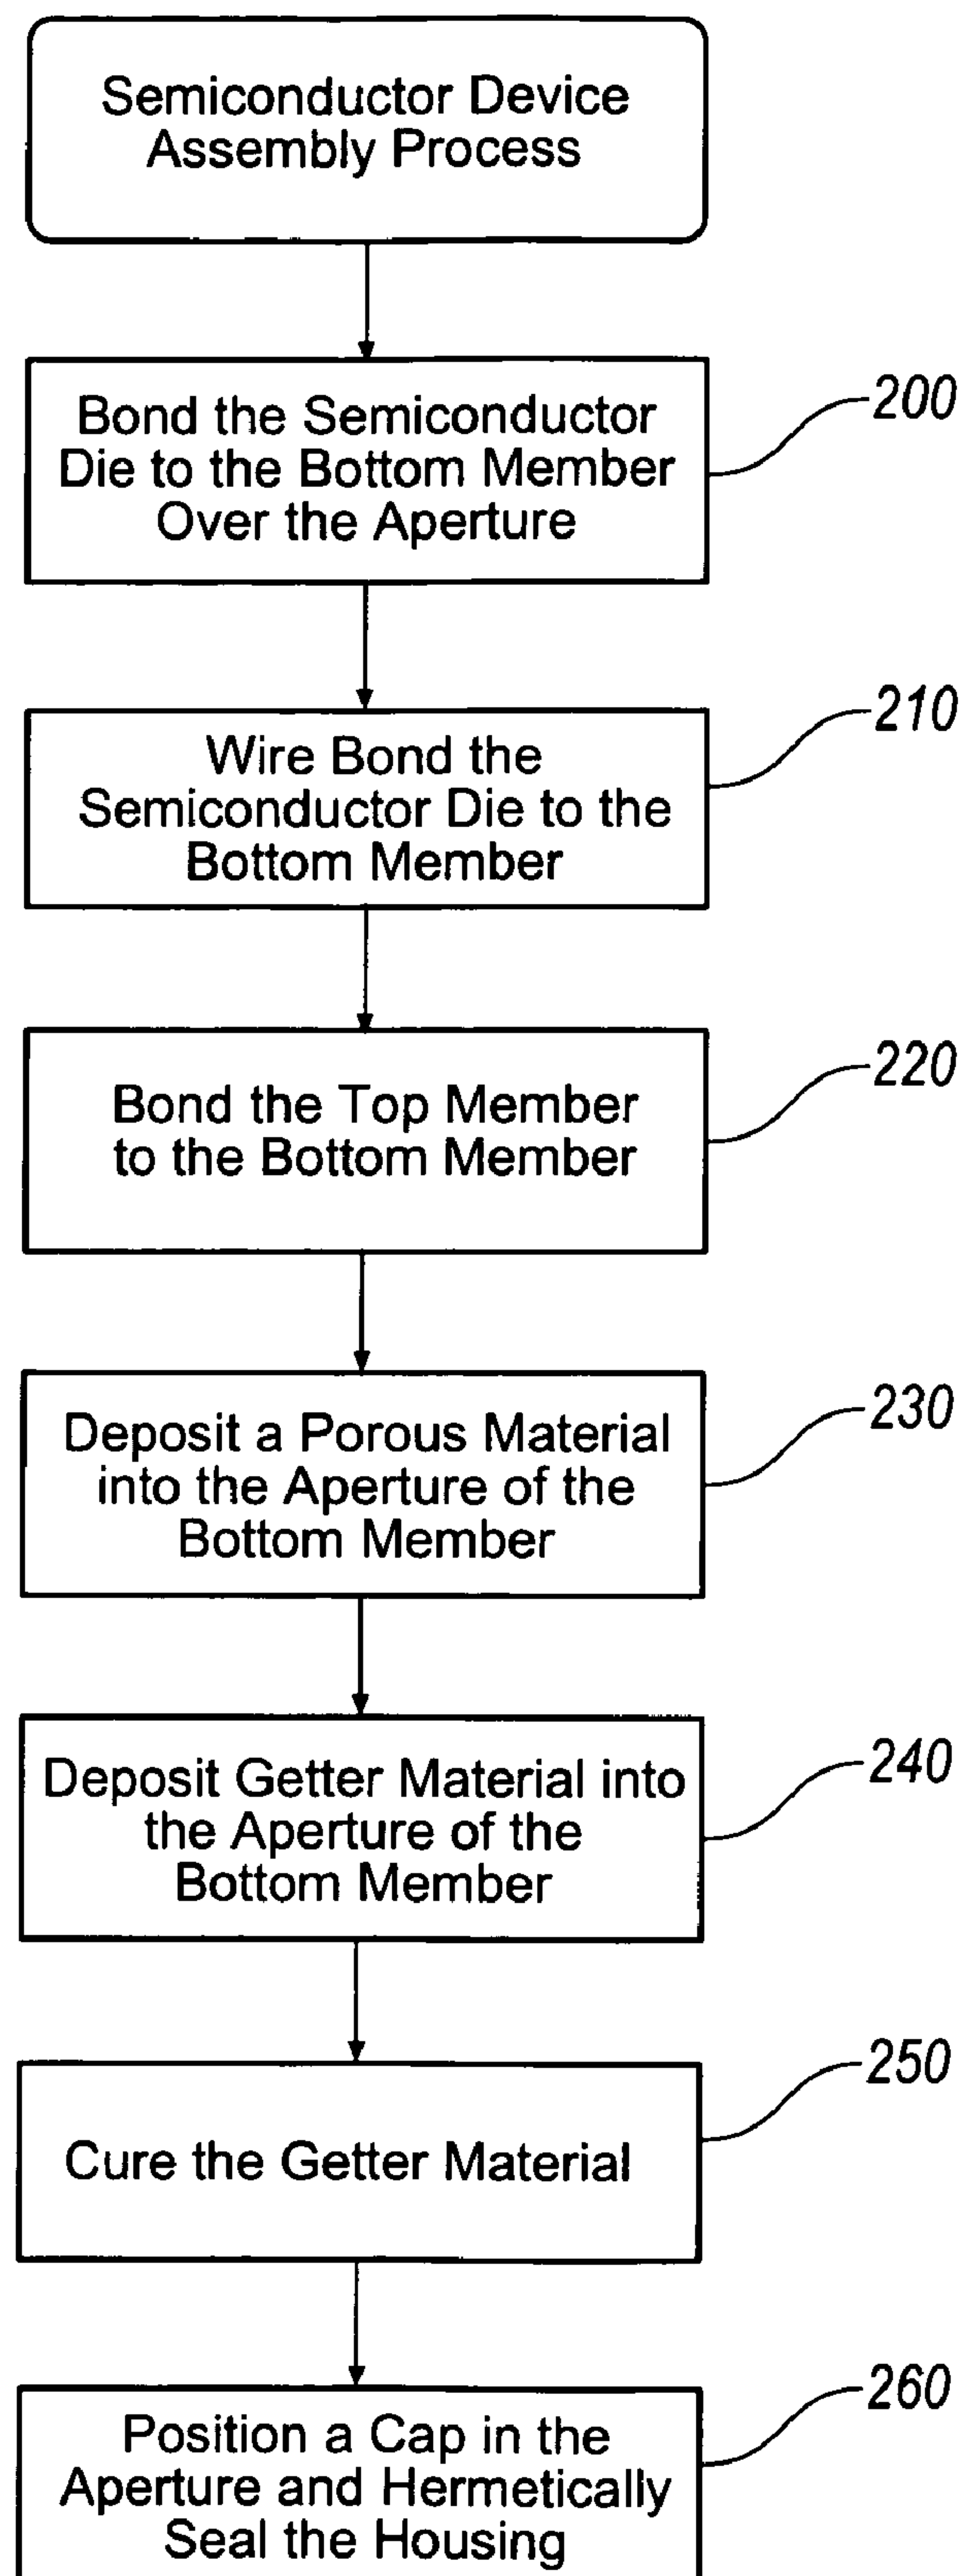 Semiconductor Device
Assembly Process
Bond the Semiconductor
Die to the Bottom Member
Over the Aperture
200
Wire Bond the
Semiconductor Die to the
Bottom Member
210
Bond the Top Member
to the Bottom Member
220
Deposit a Porous Material
into the Aperture of the
Bottom Member
230
Deposit Getter Material into
the Aperture of the
Bottom Member
240
Cure the Getter Material
250
Position a Cap in the
Aperture and Hermetically
Seal the Housing
260